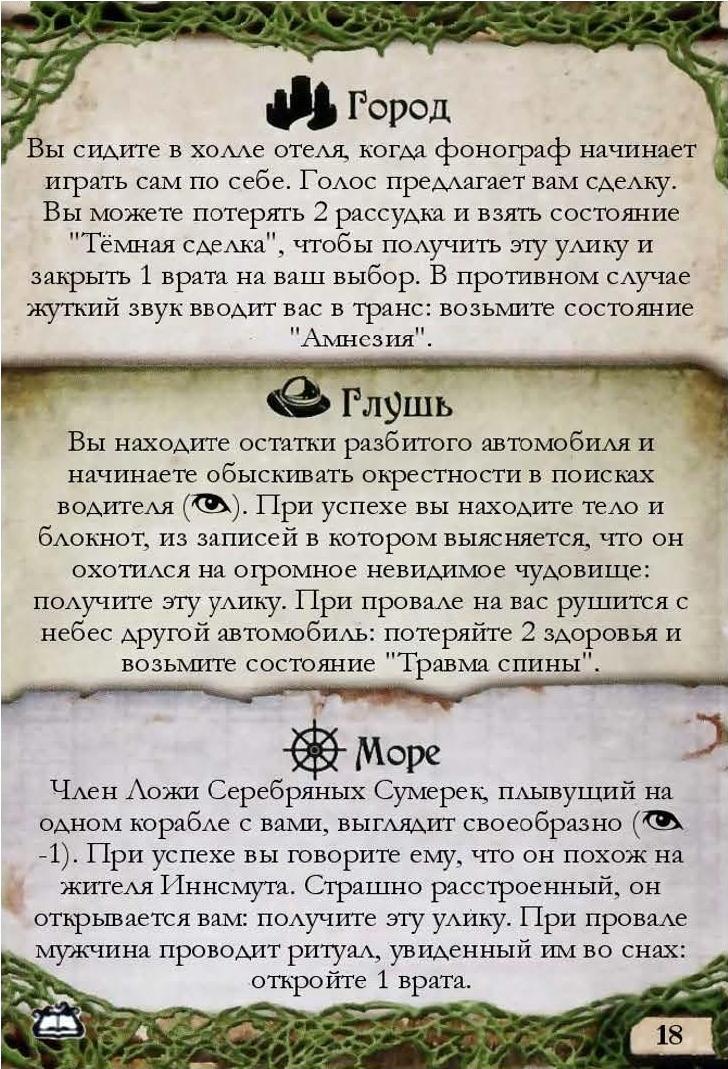 Город
Вы сидите в холле отеля, когда фонограф начинает
играть сам по себе. Голос предлагает вам сделку.
Вы можете потерять 2 рассудка и взять состояние
"Тёмная сделка", чтобы получить эту улику и
закрыть 1 врата на ваш выбор. В противном случае
жуткий звук вводит вас в транс: возьмите состояние
"Амнезия".
Глушь
Вы находите остатки разбитого автомобиля и
начинаете обыскивать окрестности в поисках
водителя (). При успехе вы находите тело и
блокнот, из записей в котором выясняется, что он
охотился на огромное невидимое чудовище:
получите эту улику. При провале на вас рушится с
небес другой автомобиль: потеряйте 2 здоровья и
возьмите состояние "Травма спины".
Море
Член Ложи Серебряных Сумерек, плывущий на
одном корабле с вами, выглядит своеобразно (
-1). При успехе вы говорите ему, что он похож на
жителя Иннсмута. Страшно расстроенный, он
открывается вам: получите эту улику. При провале
мужчина проводит ритуал, увиденный им во снах:
откройте 1 врата.
18